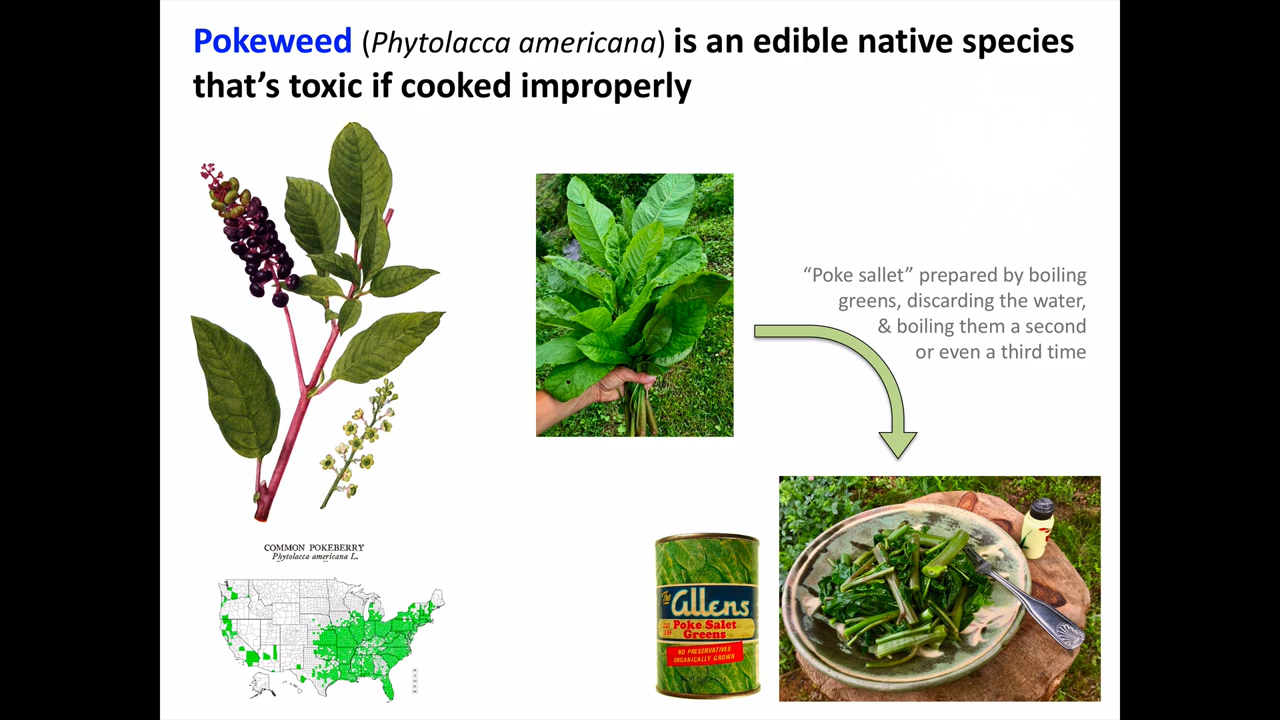 Pokeweed (Phytolacca americana) is an edible native species
that’s toxic if cooked improperly
“Poke sallet” prepared by boiling
greens, discarding the water,
& boiling them a second
or even a third time
COMMON POKEBERRY
Phytolacca americana L.
The
Allens
Poke Salet
Greens
NO PRESERVATIVES
ORGANICALLY GROWN